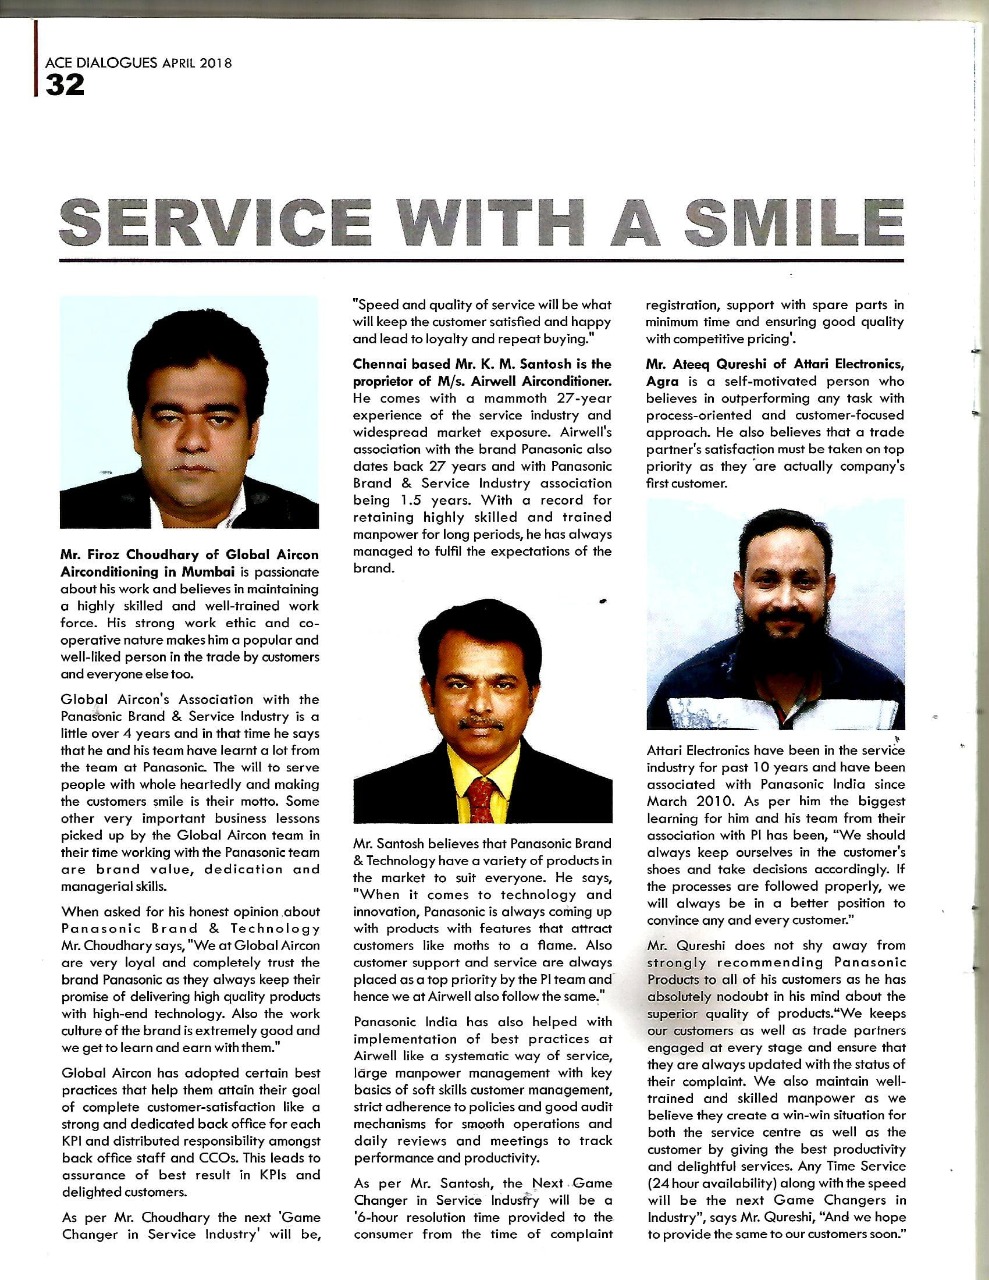 ACE DIALOGUES APRIL 2018
32
SERVICE WITH A SMILE
Mr. Firoz Choudhary of Global Aircon
Airconditioning in Mumbai is passionate
about his work and believes in maintaining
a highly skilled and well-trained work
force. His strong work ethic and co-
operative nature makes him a popular and
well-liked person in the trade by customers
and everyone else too.
Global Aircon's Association with the
Panasonic Brand & Service Industry is a
little over 4 years and in that time he says
that he and his team have learnt a lot from
the team at Panasonic. The will to serve
people with whole heartedly and making
the customers smile is their motto. Some
other very important business lessons
picked up by the Global Aircon team in
their time working with the Panasonic team
are brand value, dedication and
managerial skills.
When asked for his honest opinion about
Panasonic Brand & Technology
Mr. Choudhary says, "We at Global Aircon
are very loyal and completely trust the
brand Panasonic as they always keep their
promise of delivering high quality products
with high-end technology. Also the work
culture of the brand is extremely good and
we get to learn and earn with them."
Global Aircon has adopted certain best
practices that help them attain their goal
of complete customer-satisfaction like a
strong and dedicated back office for each
KPI and distributed responsibility amongst
back office staff and CCOs. This leads to
assurance of best result in KPIs and
delighted customers.
As per Mr. Choudhary the next 'Game
Changer in Service Industry' will be,
"Speed and quality of service will be what
will keep the customer satisfied and happy
and lead to loyalty and repeat buying."
Chennai based Mr. K. M. Santosh is the
proprietor of M/s. Airwell Airconditioner.
He comes with a mammoth 27-year
experience of the service industry and
widespread market exposure. Airwell's
association with the brand Panasonic also
dates back 27 years and with Panasonic
Brand & Service Industry association
being 1.5 years. With a record for
retaining highly skilled and trained
manpower for long periods, he has always
managed to fulfil the expectations of the
brand.
Mr. Santosh believes that Panasonic Brand
& Technology have a variety of products in
the market to suit everyone. He says,
"When it comes to technology and
innovation, Panasonic is always coming up
with products with features that attract
customers like moths to a flame. Also
customer support and service are always
placed as a top priority by the PI team and
hence we at Airwell also follow the same."
Panasonic India has also helped with
implementation of best practices at
Airwell like a systematic way of service,
large manpower management with key
basics of soft skills customer management,
strict adherence to policies and good audit
mechanisms for smooth operations and
daily reviews and meetings to track
performance and productivity.
As per Mr. Santosh, the Next Game
Changer in Service Industry will be a
'6-hour resolution time provided to the
consumer from the time of complaint
registration, support with spare parts in
minimum time and ensuring good quality
with competitive pricing'.
Mr. Ateeq Qureshi of Attari Electronics,
Agra is a self-motivated person who
believes in outperforming any task with
process-oriented and customer-focused
approach. He also believes that a trade
partner's satisfaction must be taken on top
priority as they are actually company's
first customer.
Attari Electronics have been in the service
industry for past 10 years and have been
associated with Panasonic India since
March 2010. As per him the biggest
learning for him and his team from their
association with PI has been, "We should
always keep ourselves in the customer's
shoes and take decisions accordingly. If
the processes are followed properly, we
will always be in a better position to
convince any and every customer."
Mr. Qureshi does not shy away from
strongly recommending Panasonic
Products to all of his customers as he has
absolutely nodoubt in his mind about the
superior quality of products."We keeps
our customers as well as trade partners
engaged at every stage and ensure that
they are always updated with the status of
their complaint. We also maintain well-
trained and skilled manpower as we
believe they create a win-win situation for
both the service centre as well as the
customer by giving the best productivity
and delightful services. Any Time Service
(24 hour availability) along with the speed
will be the next Game Changers in
Industry", says Mr. Qureshi, "And we hope
to provide the same to our customers soon."